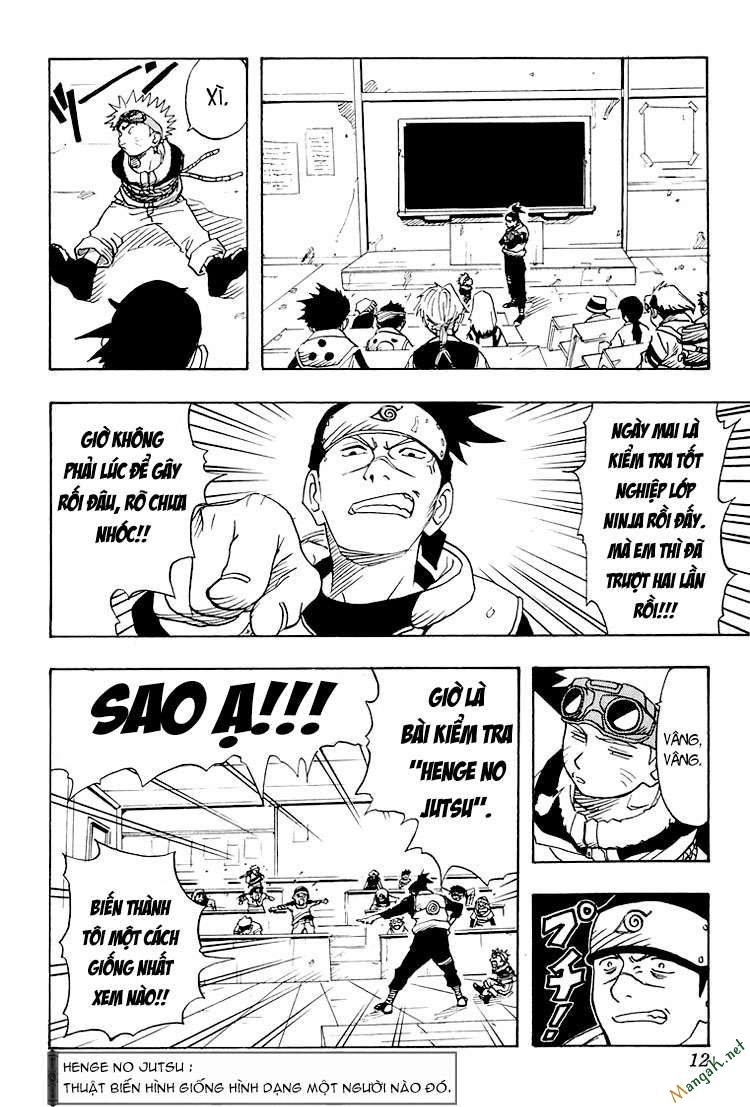 XÌ.
NGÀY MAI LÀ
KIỂM TRA TỐT
NGHIỆP LỚP
NINJA RỒI ĐẤY.
MÀ EM THÌ ĐÃ
TRƯỢT HAI LẦN
RỒI!!!
GIỜ KHÔNG
PHẢI LÚC ĐỂ GÂY
RỐI ĐÂU, RÕ CHƯA
NHÓC!!
VÂNG,
VÂNG.
プチ!
GIỜ LÀ
BÀI KIỂM TRA
"HENGE NO
JUTSU".
SAO Ạ!!!
BIẾN THÀNH
TÔI MỘT CÁCH
GIỐNG NHẤT
XEM NÀO!!
HENGE NO JUTSU :
THUẬT BIẾN HÌNH GIỐNG HÌNH DẠNG MỘT NGƯỜI NÀO ĐÓ.
12
MangaK.net